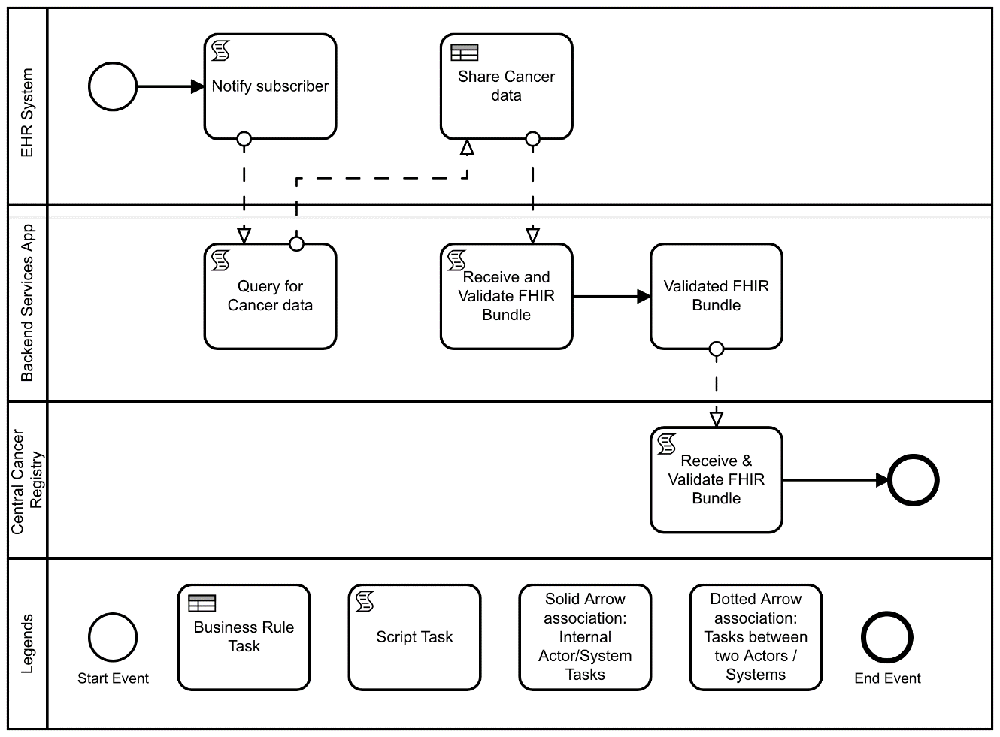 EHR System
Notify subscriber
Share Cancer
data
Backend Services App
Query for
Cancer data
Receive and
Validate FHIR
Bundle
Validated FHIR
Bundle
Central Cancer
Registry
Receive &
Validate FHIR
Bundle
Legends
Start Event
Business Rule
Task
Script Task
Solid Arrow
association:
Internal
Actor/System
Tasks
Dotted Arrow
association:
Tasks between
two Actors /
Systems
End Event